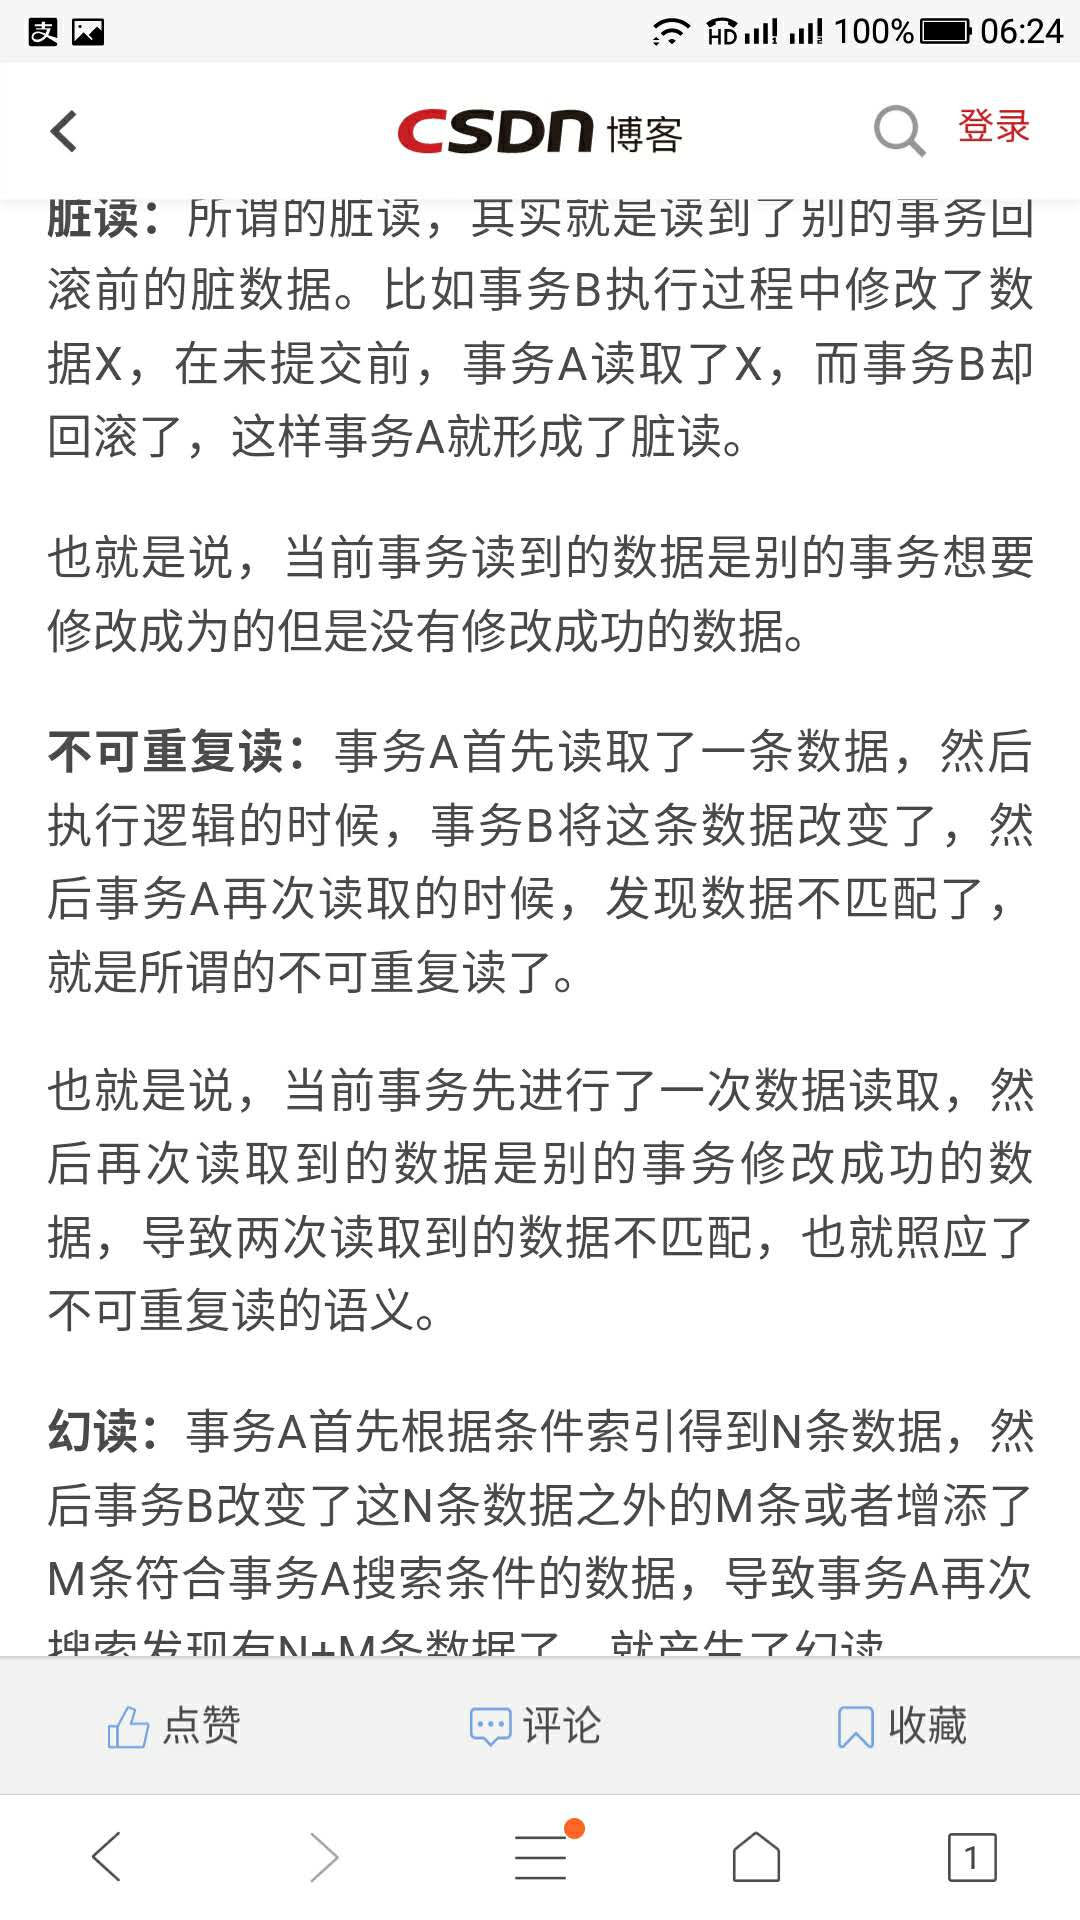 支
HD 1 2 100% 06:24
CSDN 博客 登录
脏读：所谓的脏读，其实就是读到了别的事务回
滚前的脏数据。比如事务B执行过程中修改了数
据X，在未提交前，事务A读取了X，而事务B却
回滚了，这样事务A就形成了脏读。
也就是说，当前事务读到的数据是别的事务想要
修改成为的但是没有修改成功的数据。
不可重复读：事务A首先读取了一条数据，然后
执行逻辑的时候，事务B将这条数据改变了，然
后事务A再次读取的时候，发现数据不匹配了，
就是所谓的不可重复读了。
也就是说，当前事务先进行了一次数据读取，然
后再次读取到的数据是别的事务修改成功的数
据，导致两次读取到的数据不匹配，也就照应了
不可重复读的语义。
幻读：事务A首先根据条件索引得到N条数据，然
后事务B改变了这N条数据之外的M条或者增添了
M条符合事务A搜索条件的数据，导致事务A再次
搜索发现有N+M条数据了，就产生了幻读
点赞 评论 收藏
1